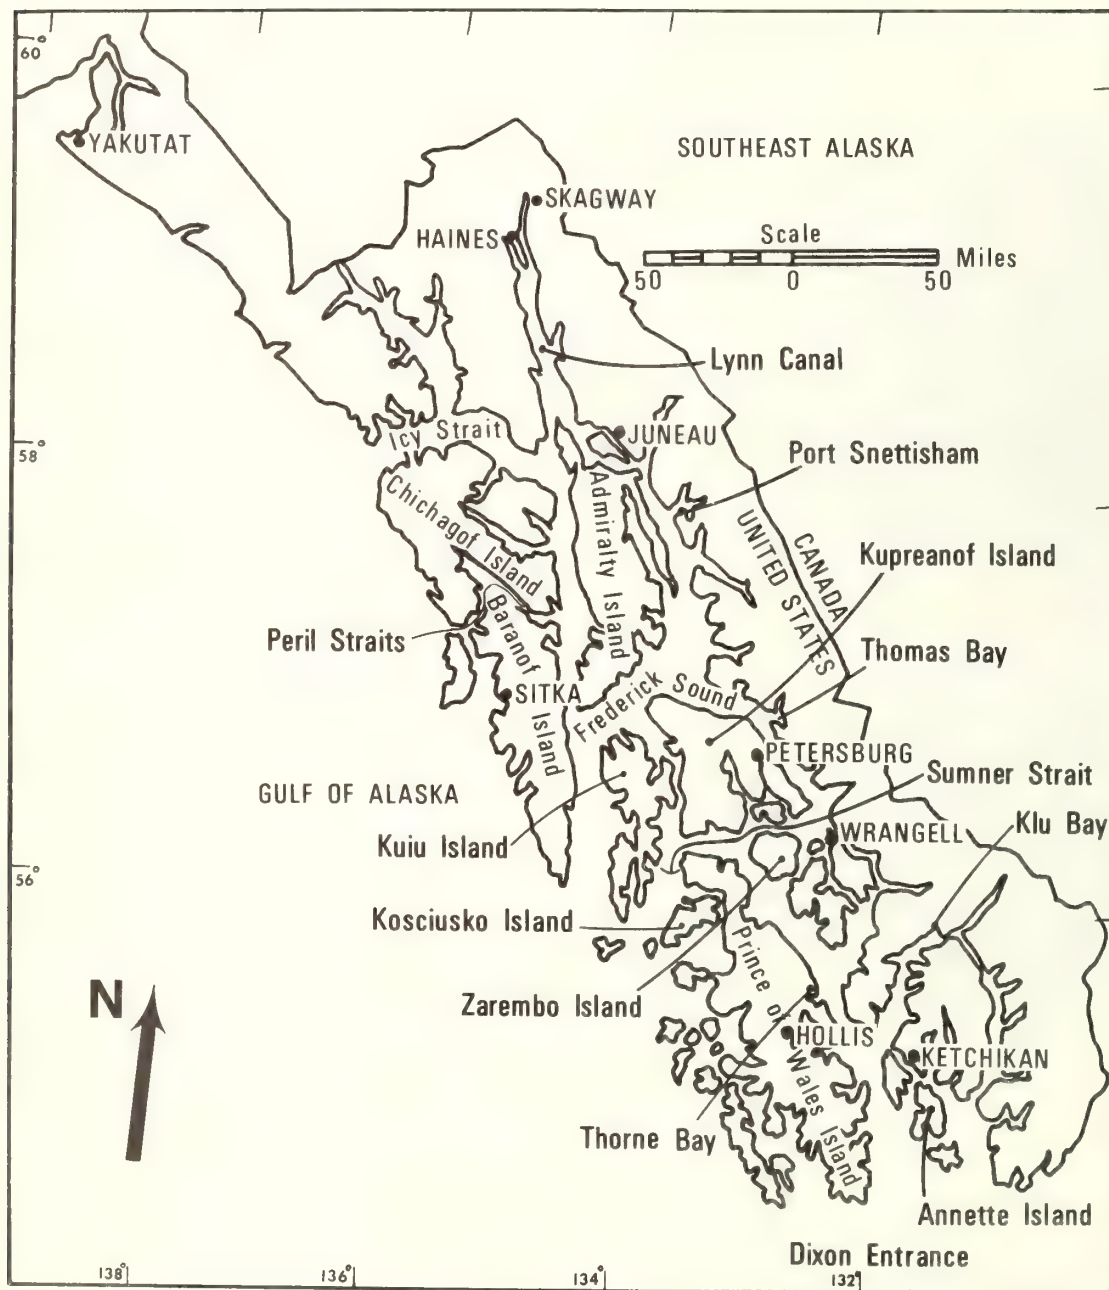 60°
YAKUTAT
SOUTHEAST ALASKA
SKAGWAY
HAINES
Scale
50 0 50 Miles
Lynn Canal
Icy Strait
JUNEAU
58°
Port Snettisham
Chichagof Island
Admiralty Island
CANADA
UNITED STATES
Kupreanof Island
Peril Straits
Baranof Island
Thomas Bay
SITKA
Frederick Sound
PETERSBURG
Sumner Strait
GULF OF ALASKA
WRANGELL
Klu Bay
Kuiu Island
56°
Kosciusko Island
Prince of Wales Island
N
Zarembo Island
HOLLIS
KETCHIKAN
Thorne Bay
Annette Island
Dixon Entrance
138°
136°
134°
132°